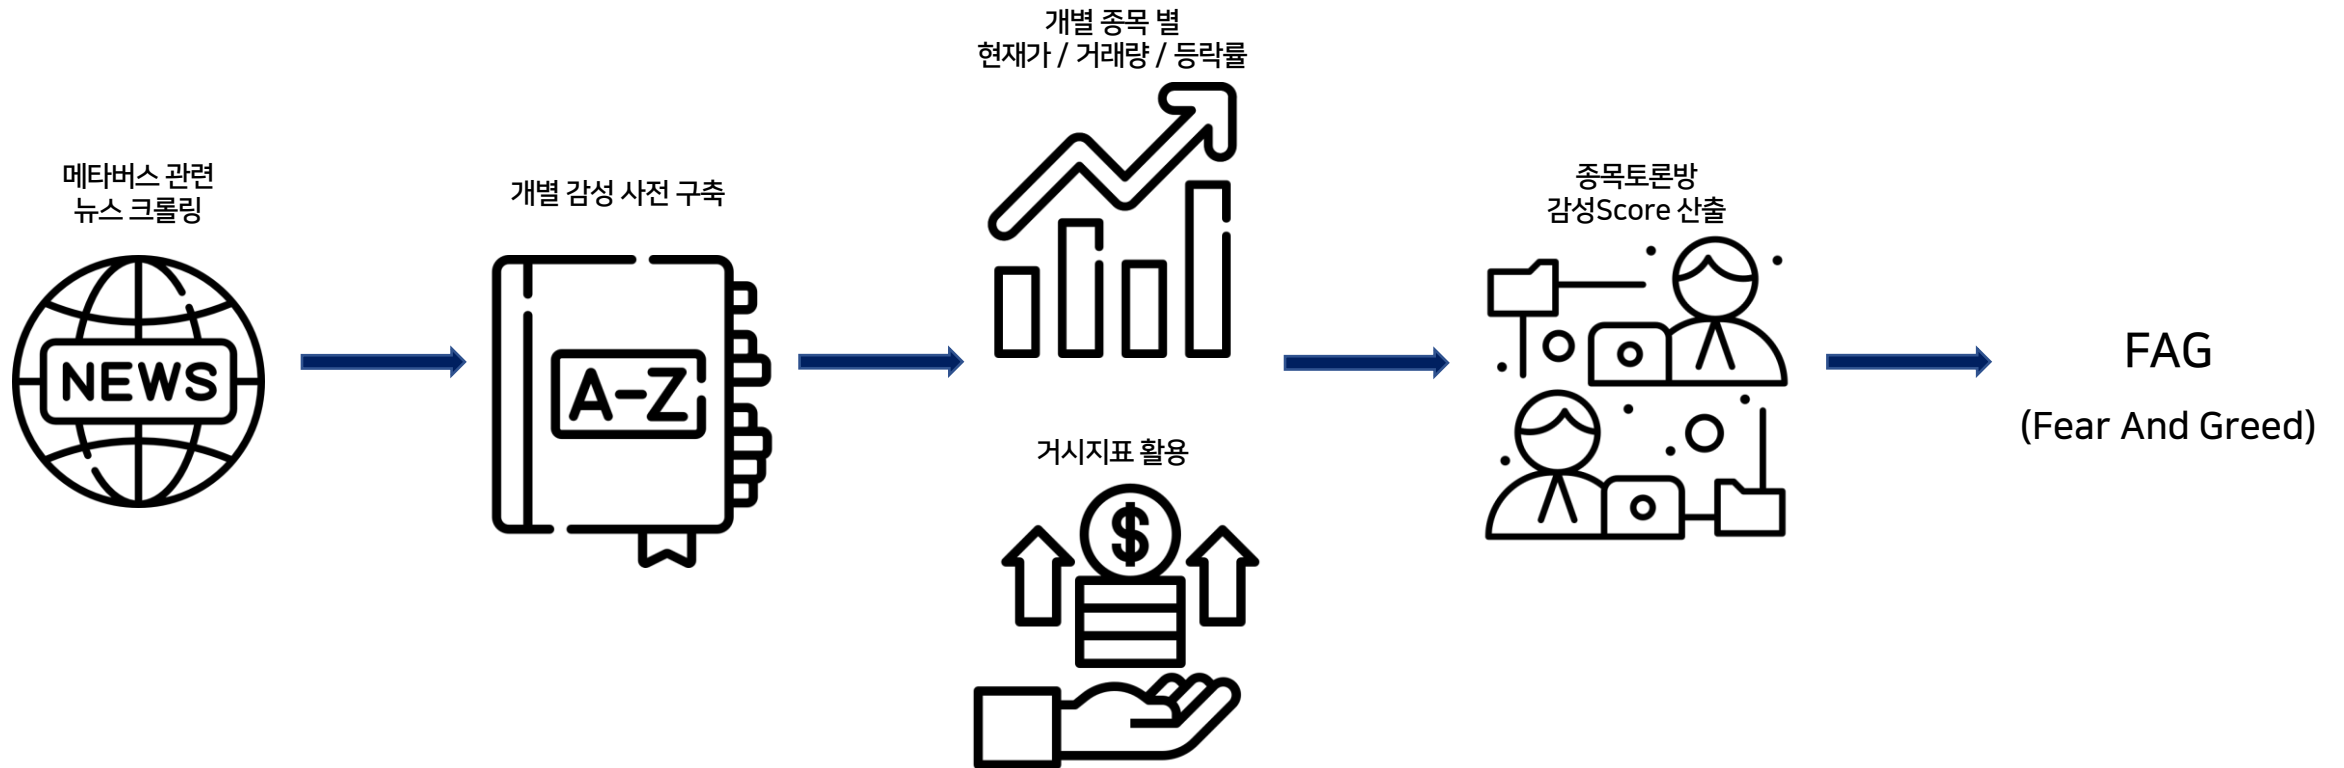 메타버스 관련
뉴스 크롤링
NEWS
개별 감성 사전 구축
A-Z
개별 종목 별
현재가 / 거래량 / 등락률
거시지표 활용
$
종목토론방
감성Score 산출
FAG
(Fear And Greed)